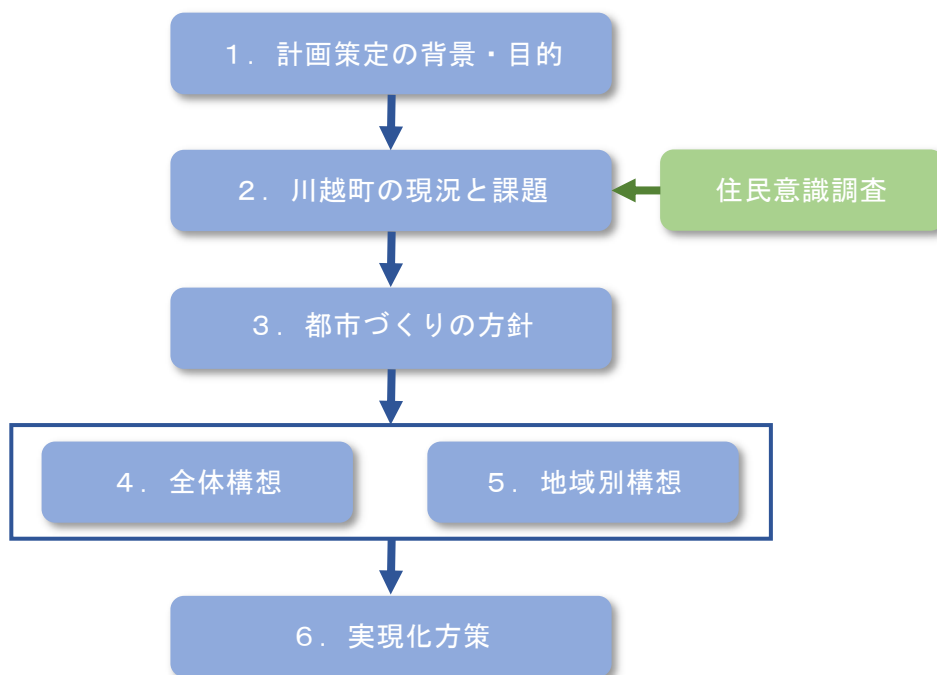 １．計画策定の背景・目的
２．川越町の現況と課題
住民意識調査
３．都市づくりの方針
４．全体構想
５．地域別構想
６．実現化方策